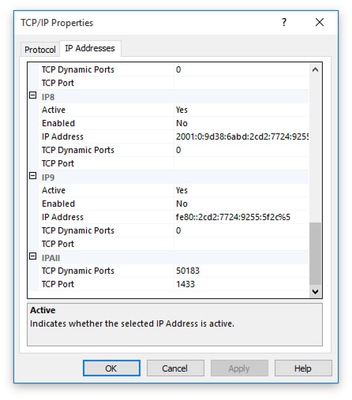 TCP/IP Properties
Protocol IP Addresses
TCP Dynamic Ports 0
TCP Port
IP8
Active Yes
Enabled No
IP Address 2001:0:9d38:6abd:2cd2:7724:9255
TCP Dynamic Ports 0
TCP Port
IP9
Active Yes
Enabled No
IP Address fe80::2cd2:7724:9255:5f2c%5
TCP Dynamic Ports 0
TCP Port
IPAll
TCP Dynamic Ports 50183
TCP Port 1433
Active
Indicates whether the selected IP Address is active.
OK Cancel Apply Help